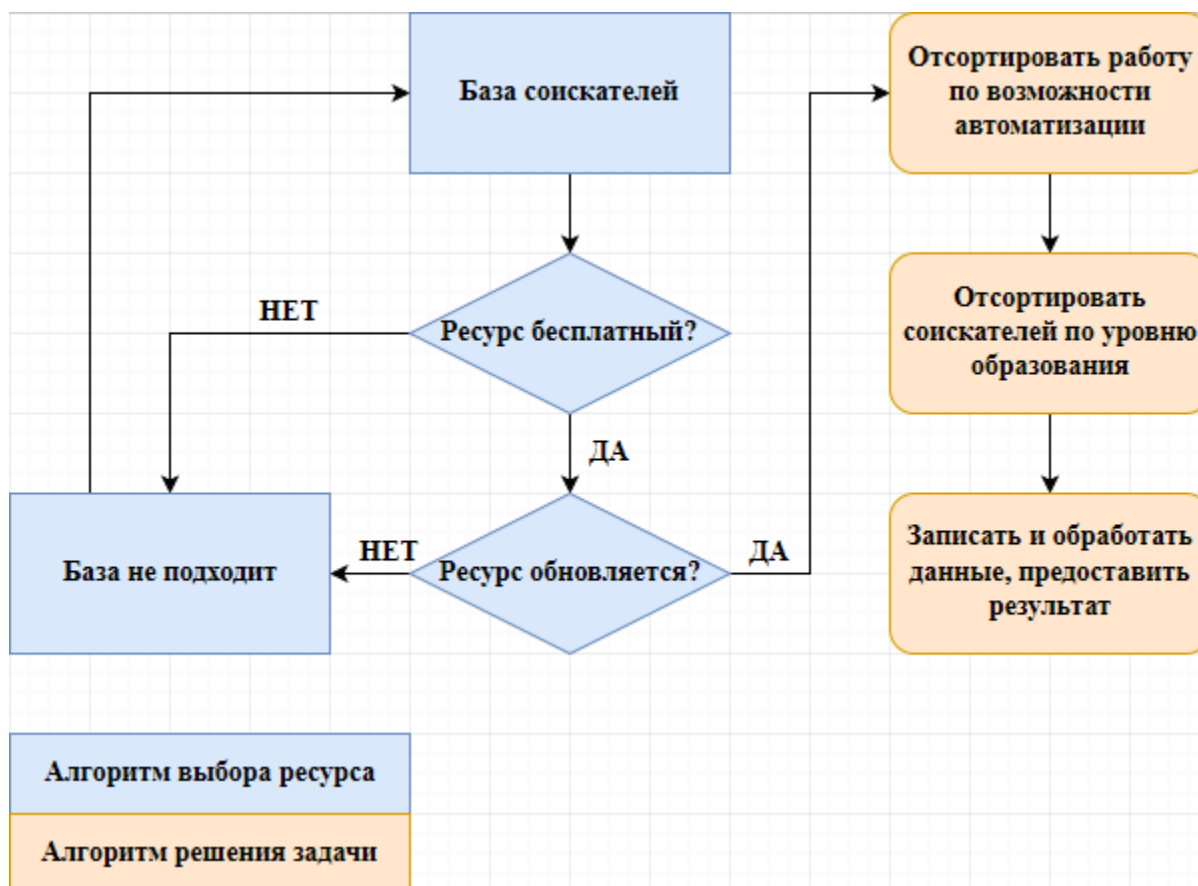 База соискателей
Отсортировать работу
по возможности
автоматизации
НЕТ
Ресурс бесплатный?
Отсортировать
соискателей по уровню
образования
ДА
База не подходит
НЕТ
Ресурс обновляется?
ДА
Записать и обработать
данные, предоставить
результат
Алгоритм выбора ресурса
Алгоритм решения задачи